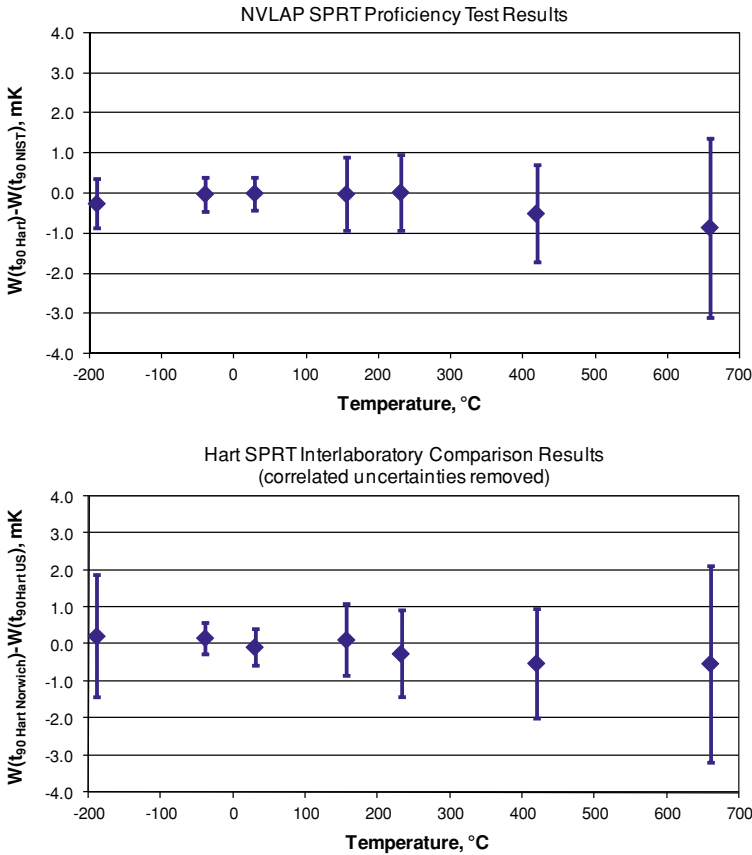 NVLAP SPRT Proficiency Test Results
W(t90 Hart)-W(t90 NIST), mK
4.0
3.0
2.0
1.0
0.0
-1.0
-2.0
-3.0
-4.0
-200 -100 0 100 200 300 400 500 600 700
Temperature, °C
Hart SPRT Interlaboratory Comparison Results
(correlated uncertainties removed)
W(t90 Hart Norwich)-W(t90Hart US), mK
4.0
3.0
2.0
1.0
0.0
-1.0
-2.0
-3.0
-4.0
-200 -100 0 100 200 300 400 500 600 700
Temperature, °C